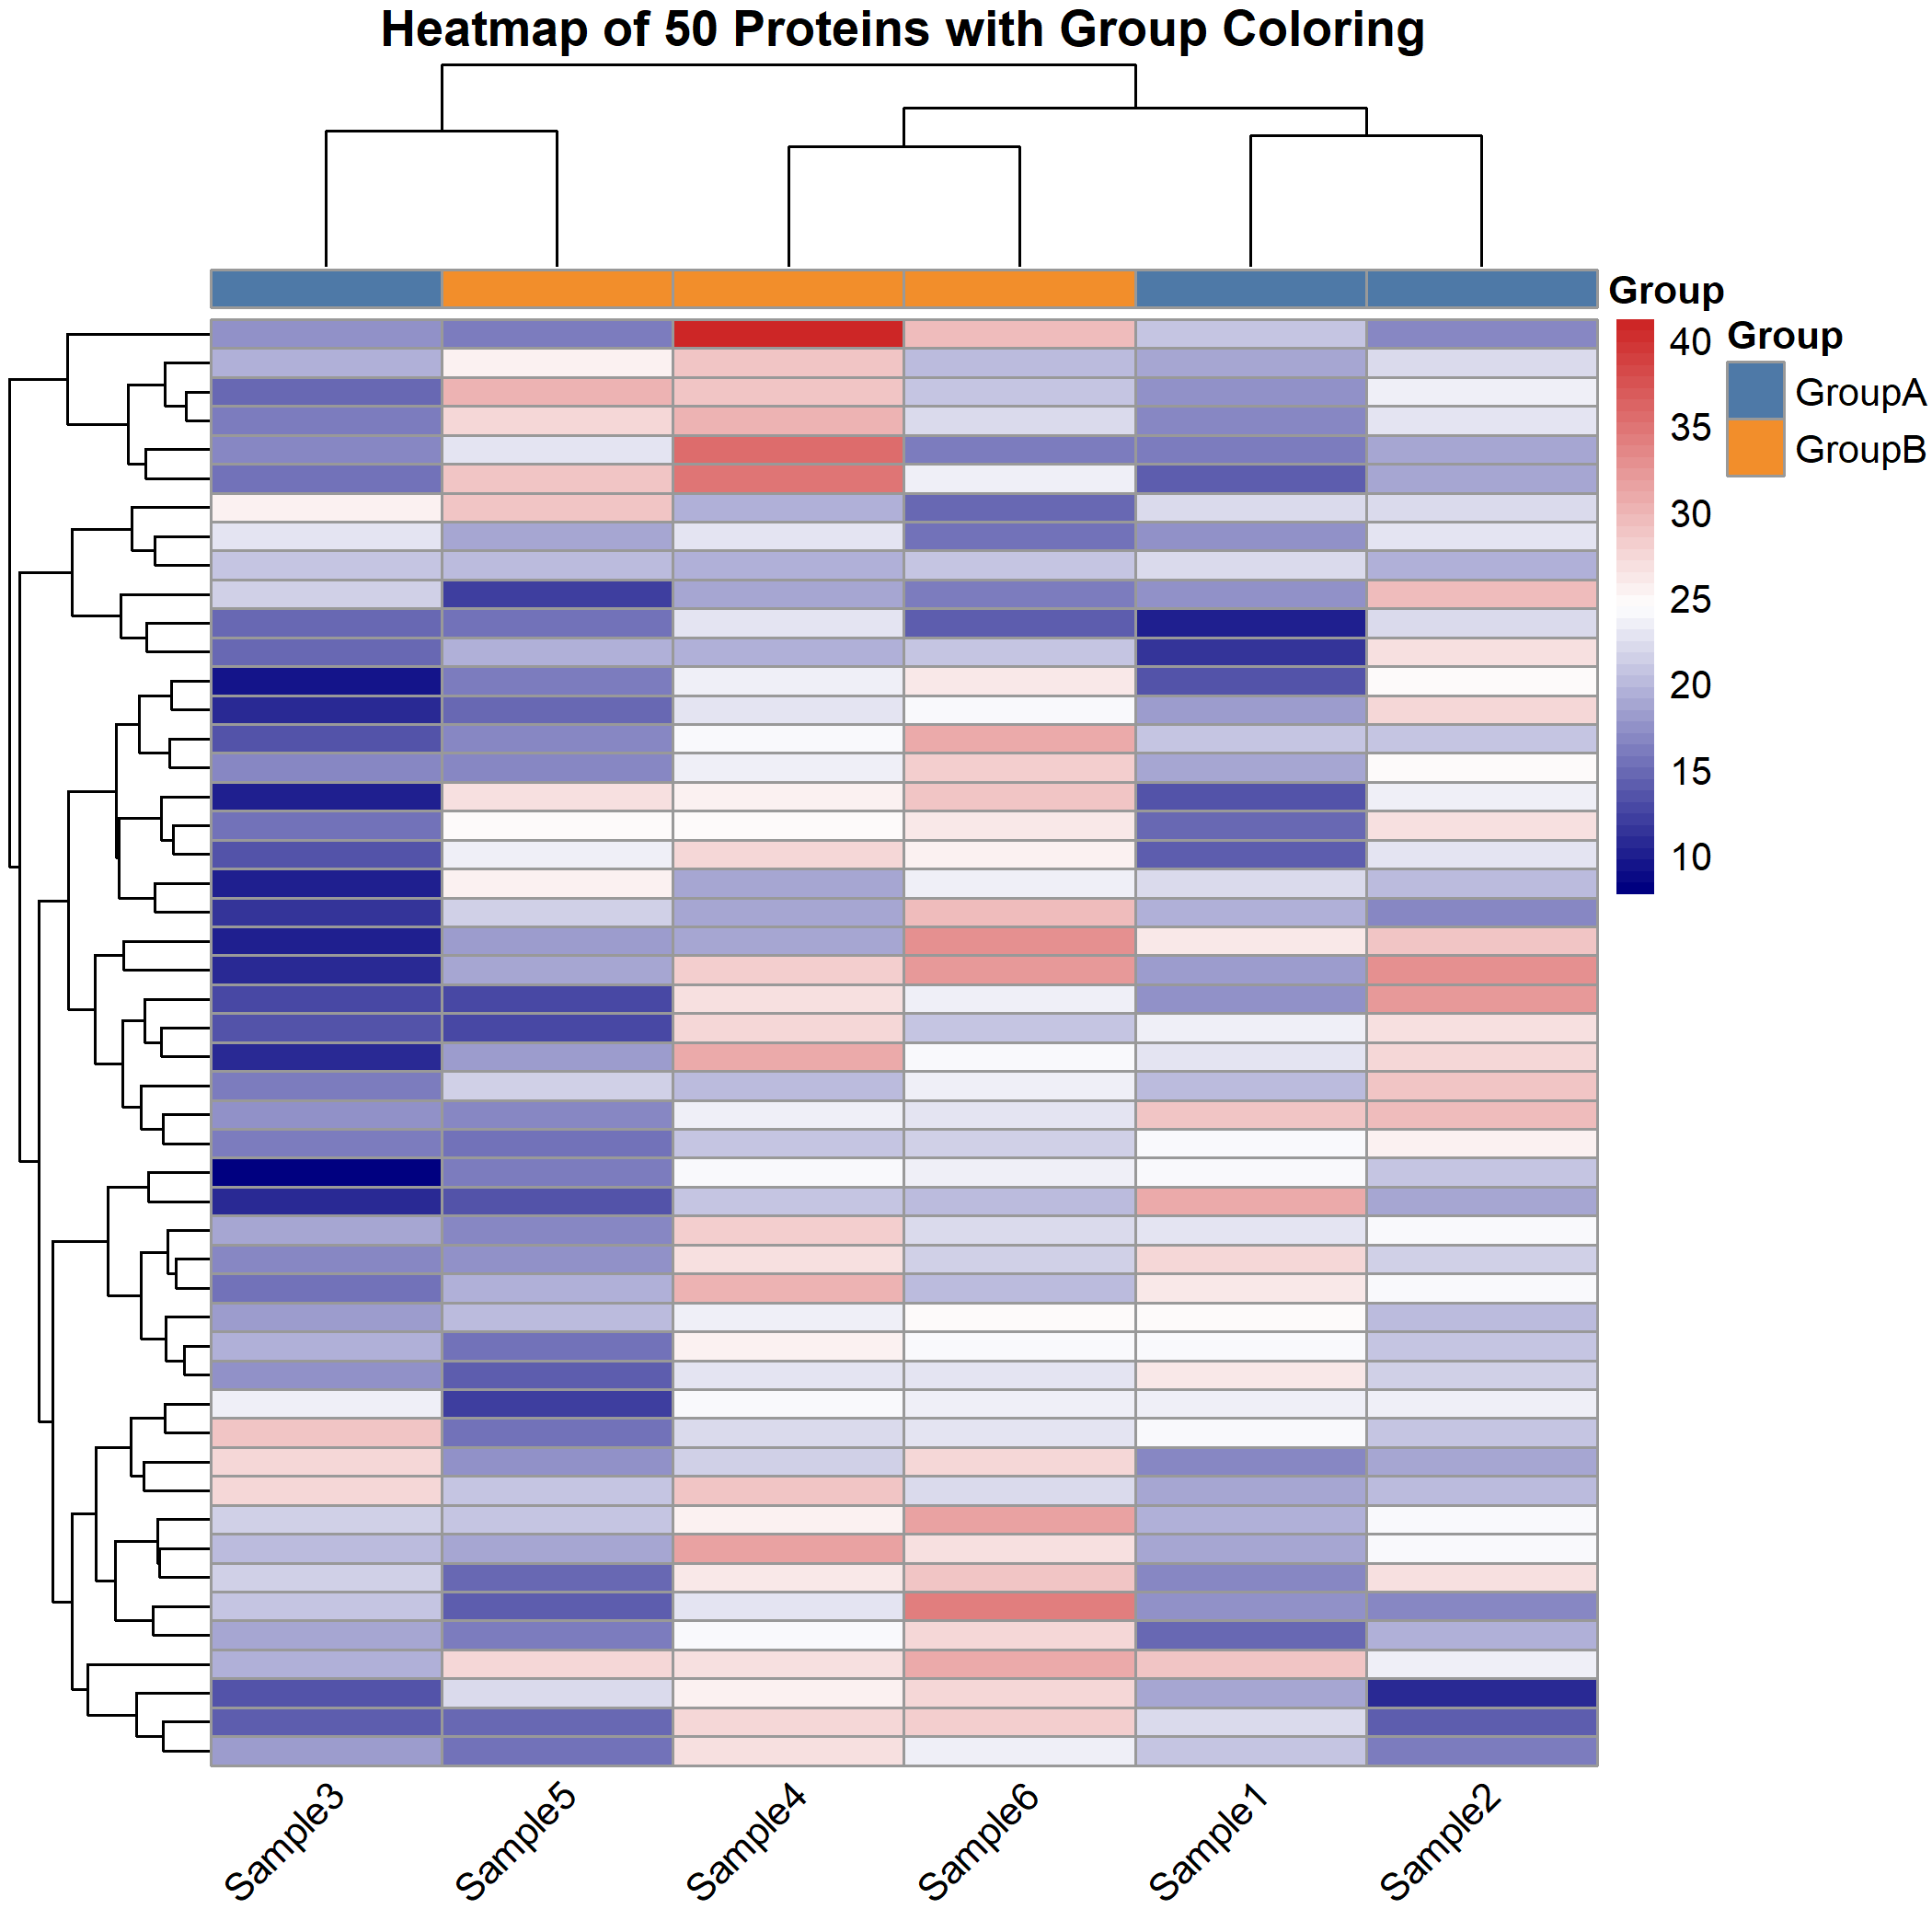 Heatmap of 50 Proteins with Group Coloring
Group
40
35
30
25
20
15
10
Group
GroupA
GroupB
Sample3
Sample5
Sample4
Sample6
Sample1
Sample2